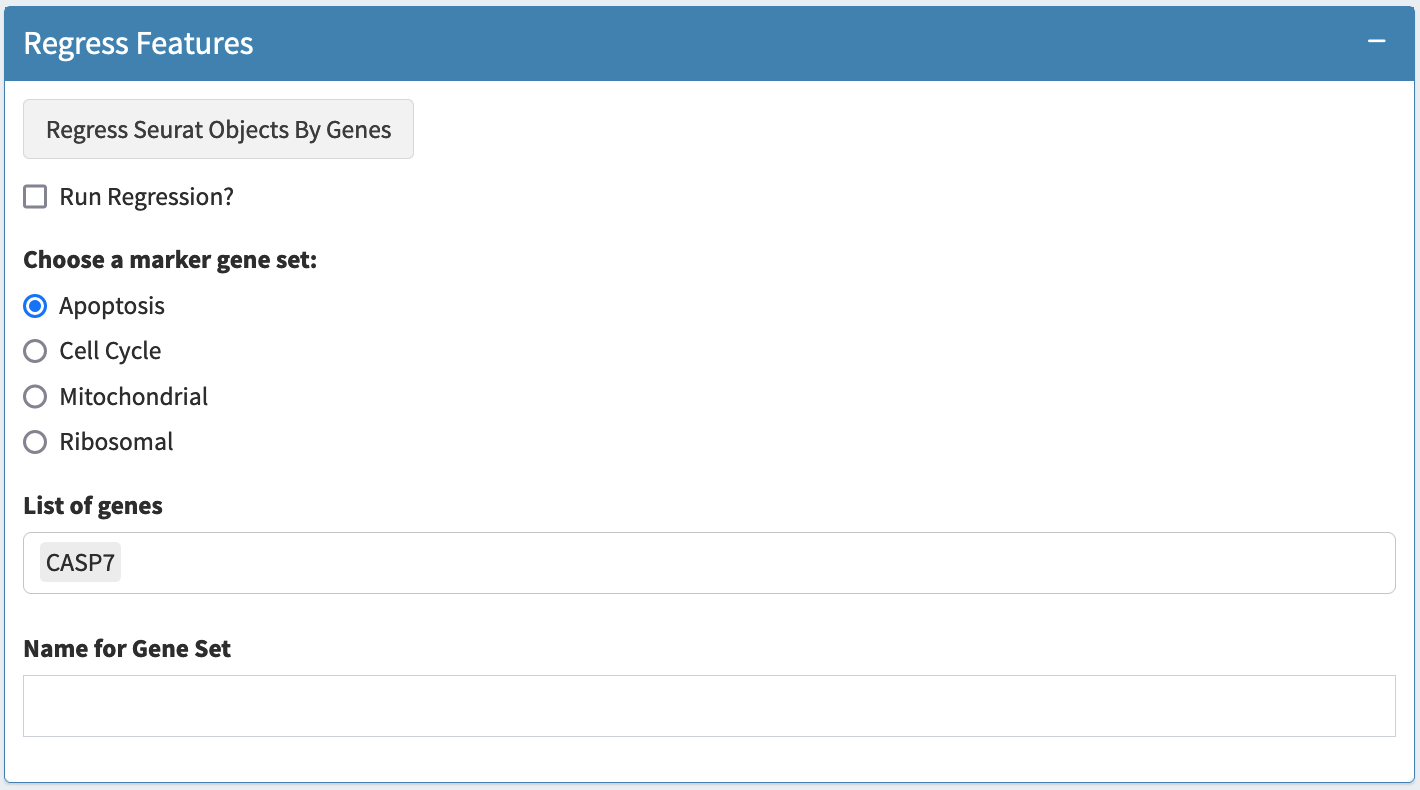 Regress Features
Regress Seurat Objects By Genes
Run Regression?
Choose a marker gene set:
Apoptosis
Cell Cycle
Mitochondrial
Ribosomal
List of genes
CASP7
Name for Gene Set